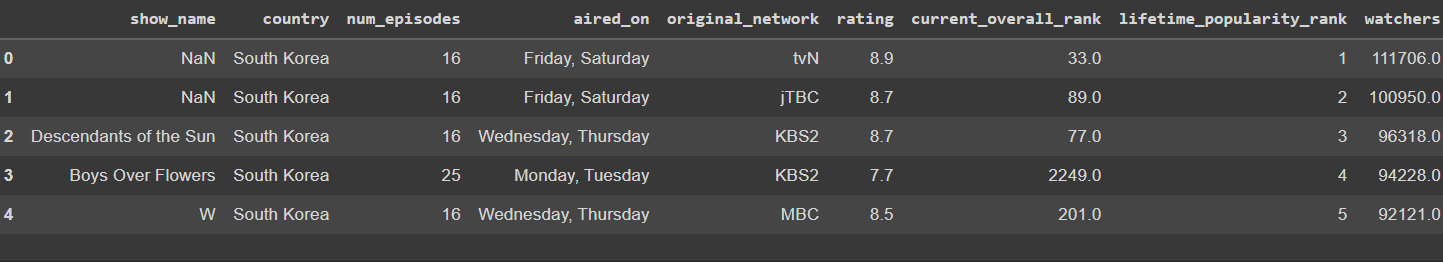 show_name country num_episodes aired_on original_network rating current_overall_rank lifetime_popularity_rank watchers
0 NaN South Korea 16 Friday, Saturday tvN 8.9 33.0 1 111706.0
1 NaN South Korea 16 Friday, Saturday jTBC 8.7 89.0 2 100950.0
2 Descendants of the Sun South Korea 16 Wednesday, Thursday KBS2 8.7 77.0 3 96318.0
3 Boys Over Flowers South Korea 25 Monday, Tuesday KBS2 7.7 2249.0 4 94228.0
4 W South Korea 16 Wednesday, Thursday MBC 8.5 201.0 5 92121.0